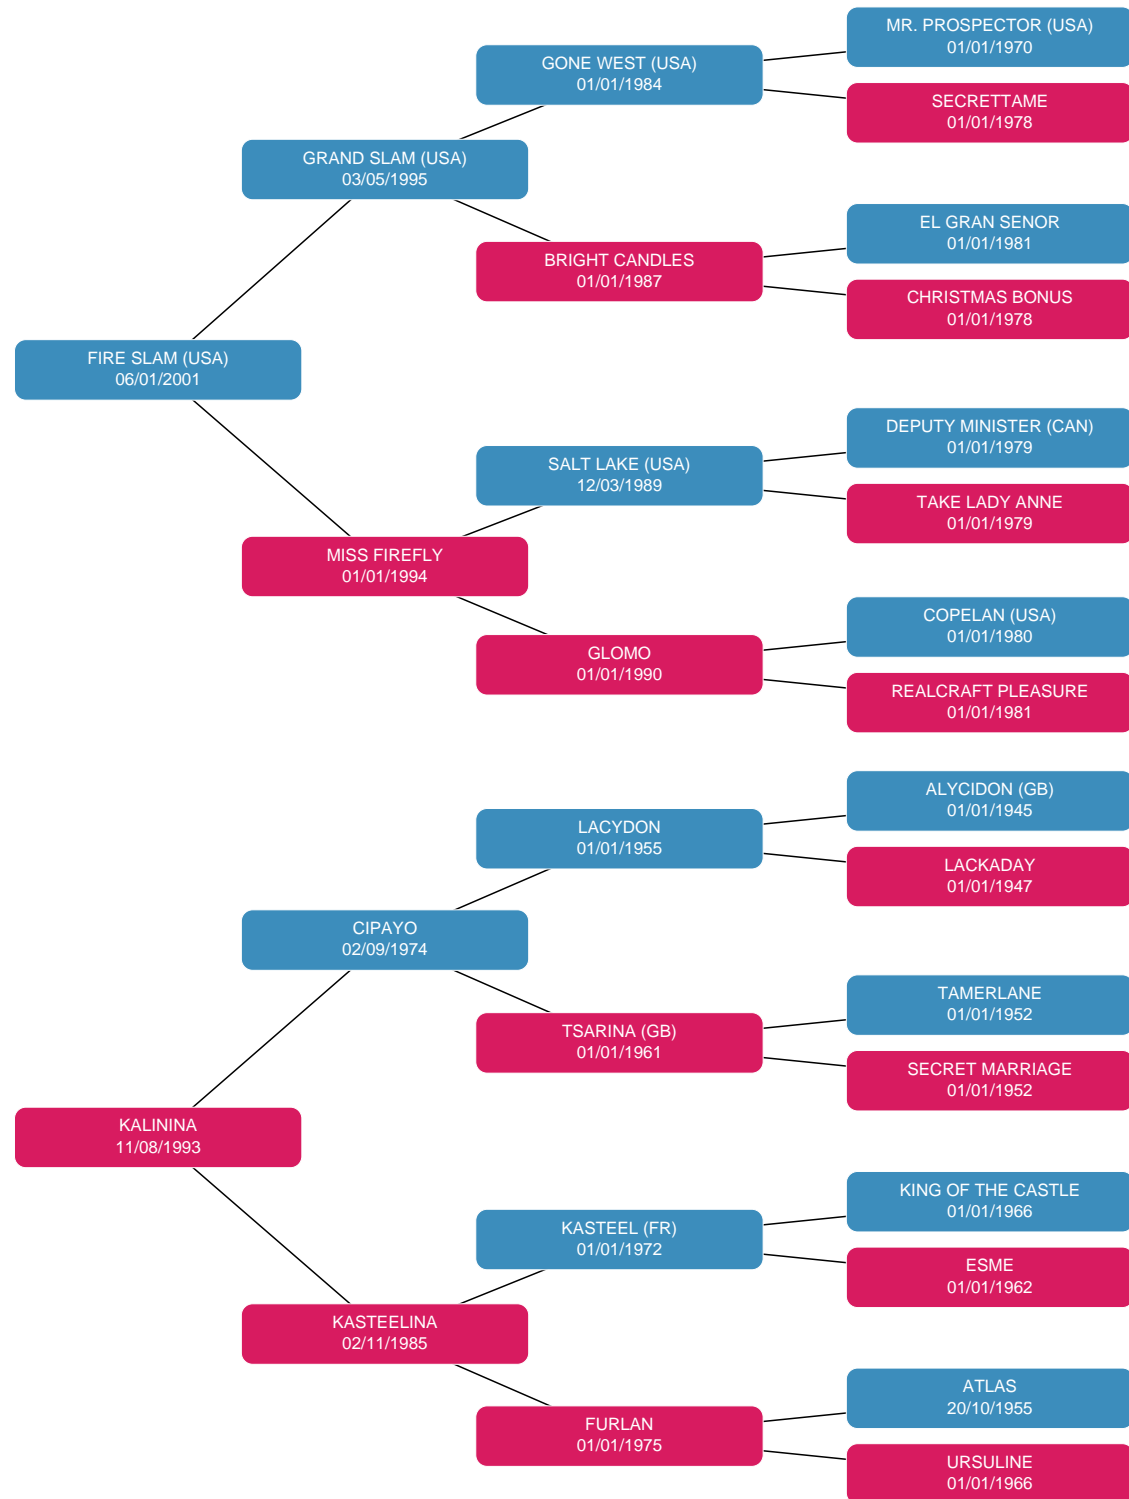 MR. PROSPECTOR (USA)
01/01/1970
GONE WEST (USA)
01/01/1984
SECRETTAME
01/01/1978
GRAND SLAM (USA)
03/05/1995
EL GRAN SENOR
01/01/1981
BRIGHT CANDLES
01/01/1987
CHRISTMAS BONUS
01/01/1978
FIRE SLAM (USA)
06/01/2001
DEPUTY MINISTER (CAN)
01/01/1979
SALT LAKE (USA)
12/03/1989
TAKE LADY ANNE
01/01/1979
MISS FIREFLY
01/01/1994
COPELAN (USA)
01/01/1980
GLOMO
01/01/1990
REALCRAFT PLEASURE
01/01/1981
ALYCIDON (GB)
01/01/1945
LACYDON
01/01/1955
LACKADAY
01/01/1947
CIPAYO
02/09/1974
TAMERLANE
01/01/1952
TSARINA (GB)
01/01/1961
SECRET MARRIAGE
01/01/1952
KALININA
11/08/1993
KING OF THE CASTLE
01/01/1966
KASTEEL (FR)
01/01/1972
ESME
01/01/1962
KASTEELINA
02/11/1985
ATLAS
20/10/1955
FURLAN
01/01/1975
URSULINE
01/01/1966